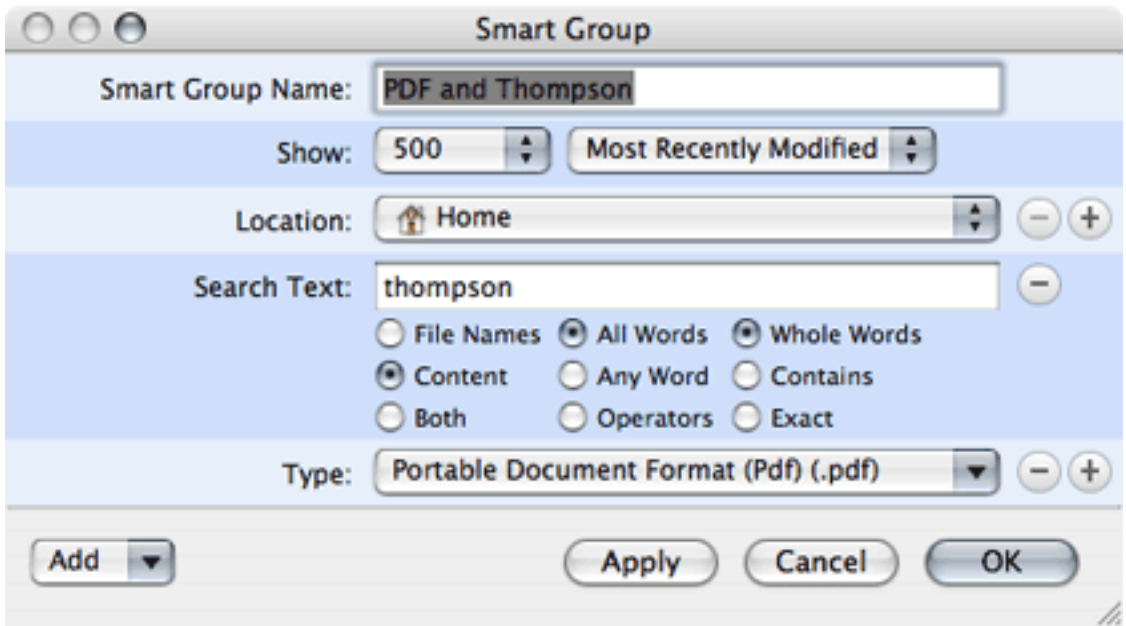 Smart Group
Smart Group Name: PDF and Thompson
Show: 500 Most Recently Modified
Location: Home
Search Text: thompson
File Names All Words Whole Words
Content Any Word Contains
Both Operators Exact
Type: Portable Document Format (Pdf) (.pdf)
Add Apply Cancel OK